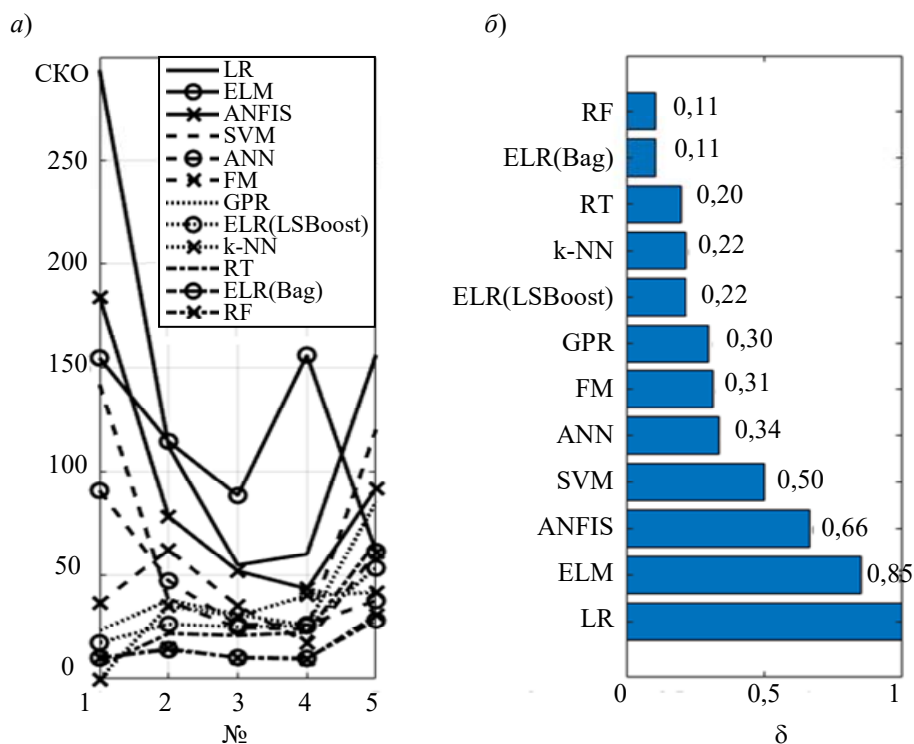 а)
СКО
250
200
150
100
50
0
1 2 3 4 5
№
LR
ELM
ANFIS
SVM
ANN
FM
GPR
ELR(LSBoost)
k-NN
RT
ELR(Bag)
RF
б)
RF 0,11
ELR(Bag) 0,11
RT 0,20
k-NN 0,22
ELR(LSBoost) 0,22
GPR 0,30
FM 0,31
ANN 0,34
SVM 0,50
ANFIS 0,66
ELM 0,85
LR
0 0,5 1
δ